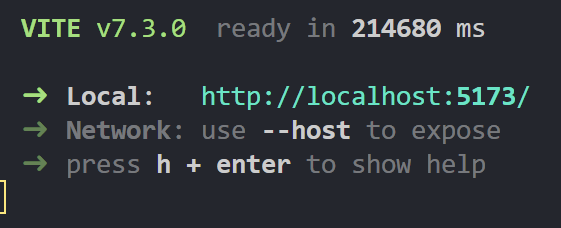 VITE v7.3.0 ready in 214680 ms
➜ Local: http://localhost:5173/
➜ Network: use --host to expose
➜ press h + enter to show help